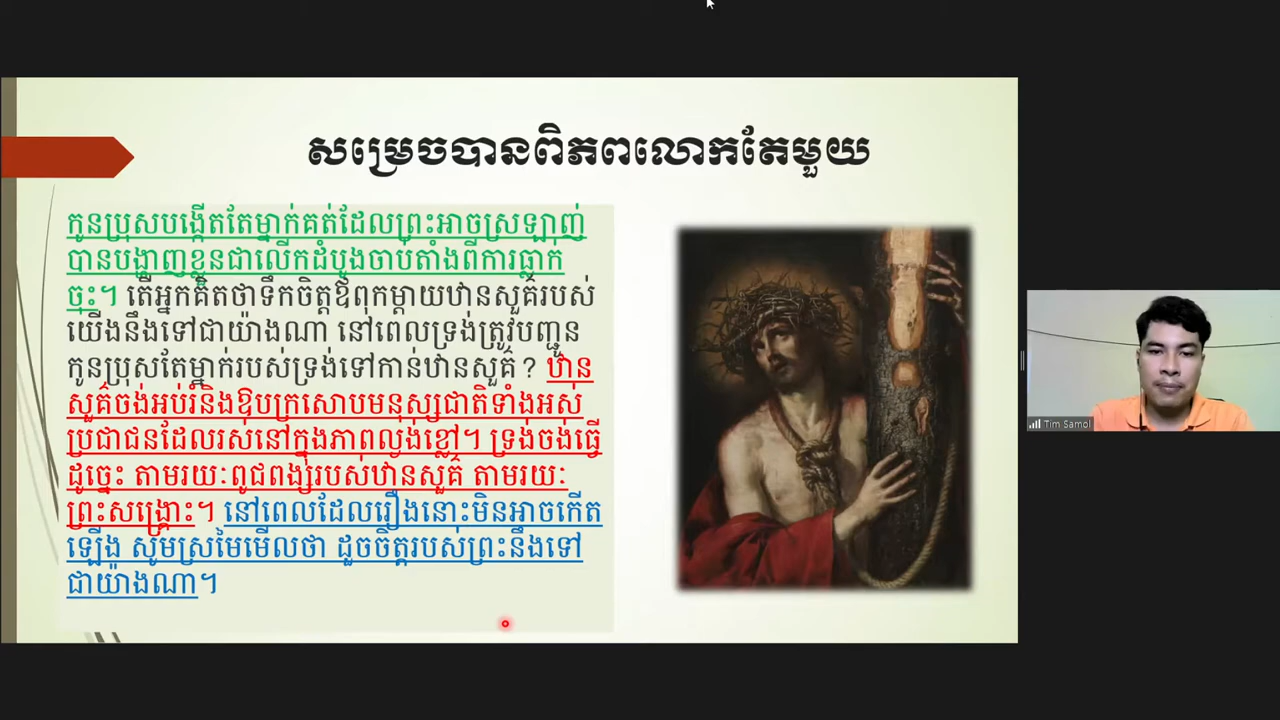 សម្រេចបានពិភពលោកតែមួយ
កូនប្រុសបង្កើតតែម្នាក់គត់ដែលព្រះអាចស្រឡាញ់
បានបង្ហាញខ្លួនជាលើកដំបូងចាប់តាំងពីការធ្លាក់
ចុះ។ តើអ្នកគិតថាទឹកចិត្តឪពុកម្ដាយឋានសួគ៌របស់
យើងនឹងទៅជាយ៉ាងណា នៅពេលទ្រង់ត្រូវបញ្ជូន
កូនប្រុសតែម្នាក់របស់ទ្រង់ទៅកាន់ឋានសួគ៌? ឋាន
សួគ៌ចង់អប់រំនិងឱបក្រសោបមនុស្សជាតិទាំងអស់
ប្រជាជនដែលរស់នៅក្នុងភាពល្ងង់ខ្លៅ។ ទ្រង់ចង់ធ្វើ
ដូច្នេះ តាមរយៈពូជពង្សរបស់ឋានសួគ៌ តាមរយៈ
ព្រះសង្គ្រោះ។ នៅពេលដែលរឿងនោះមិនអាចកើត
ឡើង សូមស្រមៃមើលថា ដួចចិត្តរបស់ព្រះនឹងទៅ
ជាយ៉ាងណា។
Tim Samol